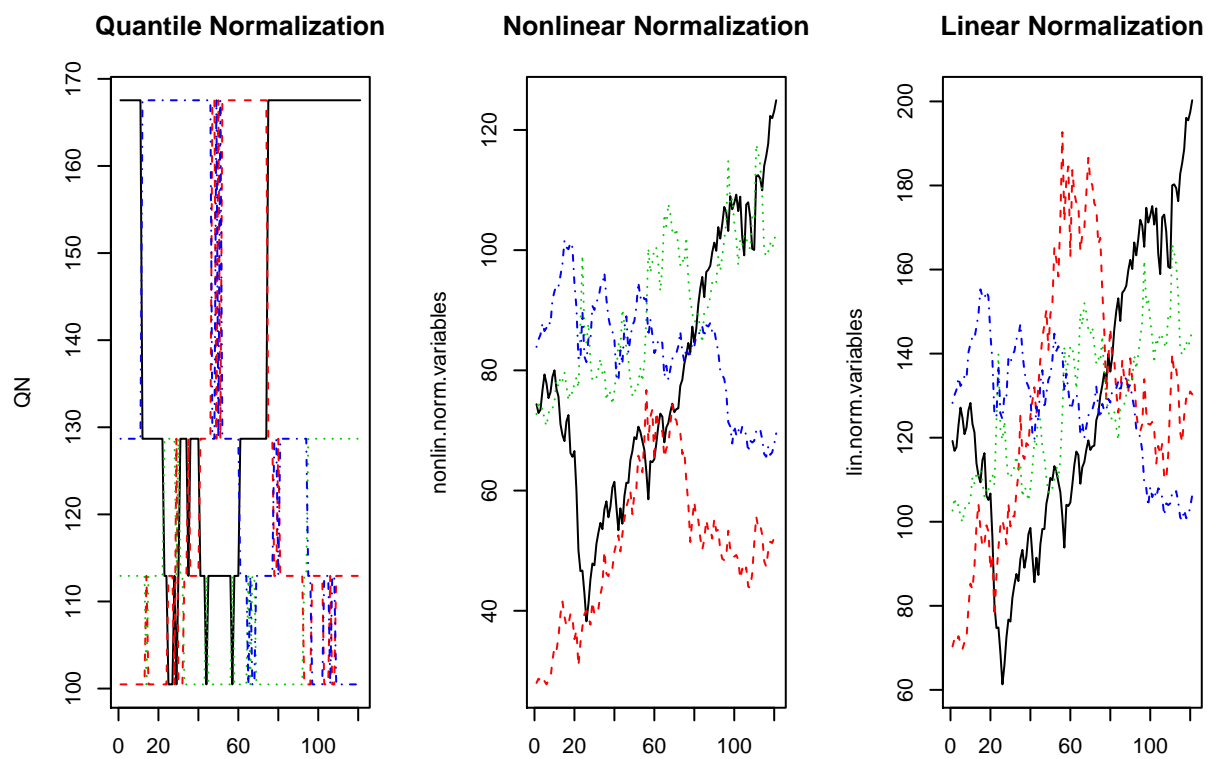 Quantile Normalization
QN
100 110 120 130 140 150 160 170
0 20 60 100
Nonlinear Normalization
nonlin.norm.variables
40 60 80 100 120
0 20 60 100
Linear Normalization
lin.norm.variables
60 80 100 120 140 160 180 200
0 20 60 100